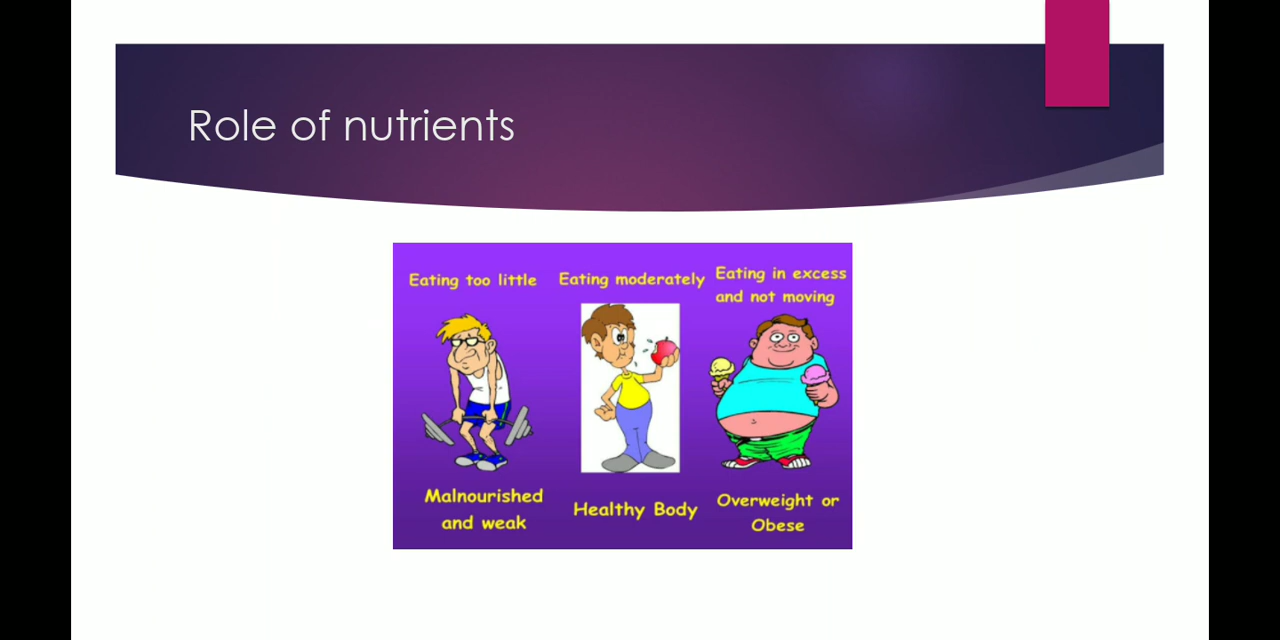 Role of nutrients
Eating too little
Eating moderately
Eating in excess
and not moving
Malnourished
and weak
Healthy Body
Overweight or
Obese